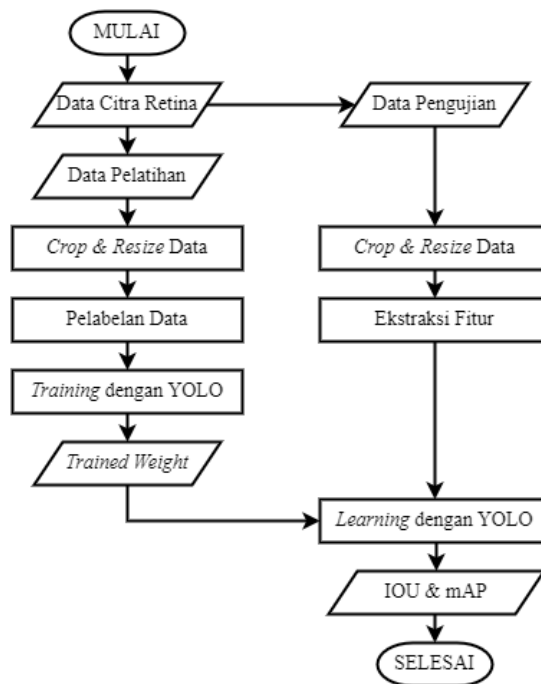 MULAI
Data Citra Retina
Data Pengujian
Data Pelatihan
Crop & Resize Data
Crop & Resize Data
Pelabelan Data
Ekstraksi Fitur
Training dengan YOLO
Trained Weight
Learning dengan YOLO
IOU & mAP
SELESAI